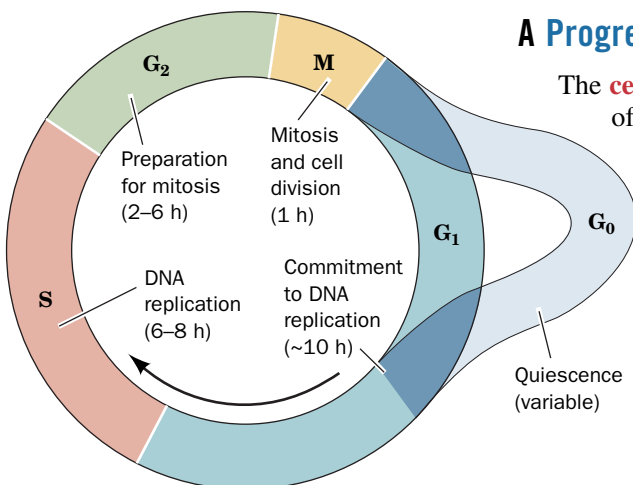 A Progre
The ce
of
G₂
M
Preparation
for mitosis
(2–6 h)
Mitosis
and cell
division
(1 h)
G₁
G₀
S
DNA
replication
(6–8 h)
Commitment
to DNA
replication
(~10 h)
Quiescence
(variable)